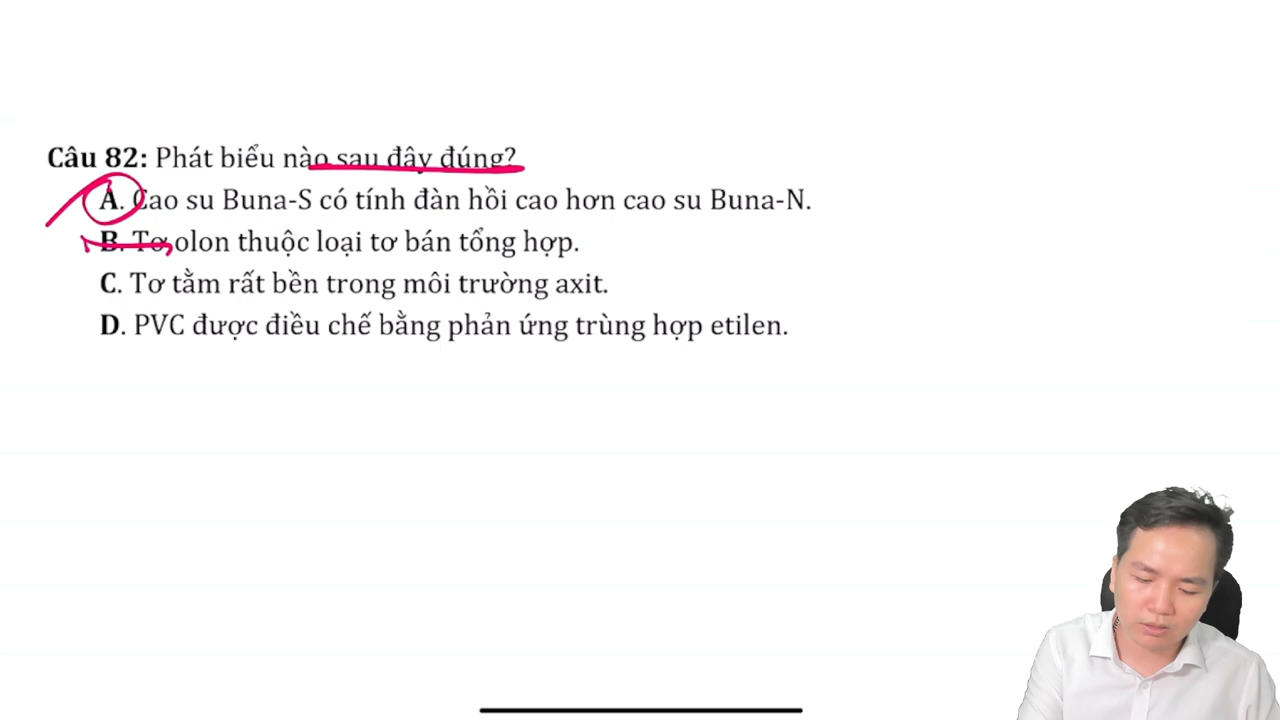 Câu 82: Phát biểu nào sau đây đúng?
A. Cao su Buna-S có tính đàn hồi cao hơn cao su Buna-N.
B. Tơ olon thuộc loại tơ bán tổng hợp.
C. Tơ tằm rất bền trong môi trường axit.
D. PVC được điều chế bằng phản ứng trùng hợp etilen.